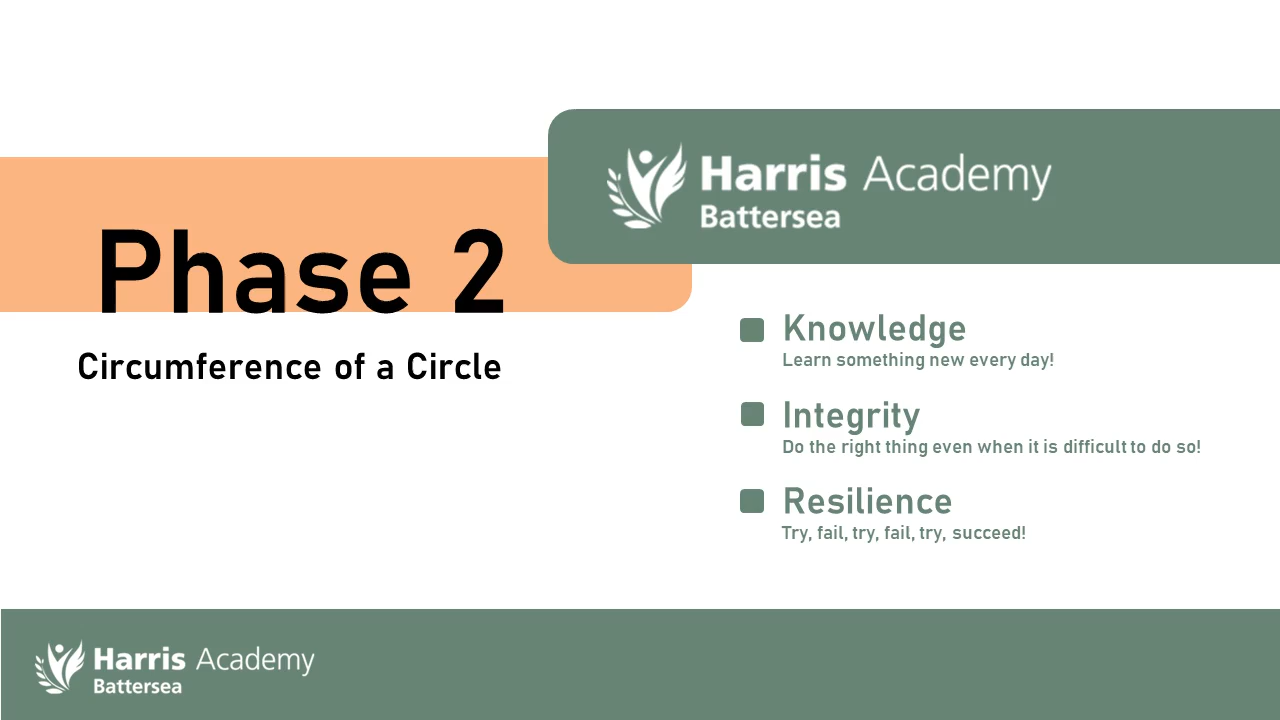 Harris Academy
Battersea
Phase 2
Circumference of a Circle
Knowledge
Learn something new every day!
Integrity
Do the right thing even when it is difficult to do so!
Resilience
Try, fail, try, fail, try, succeed!
Harris Academy
Battersea